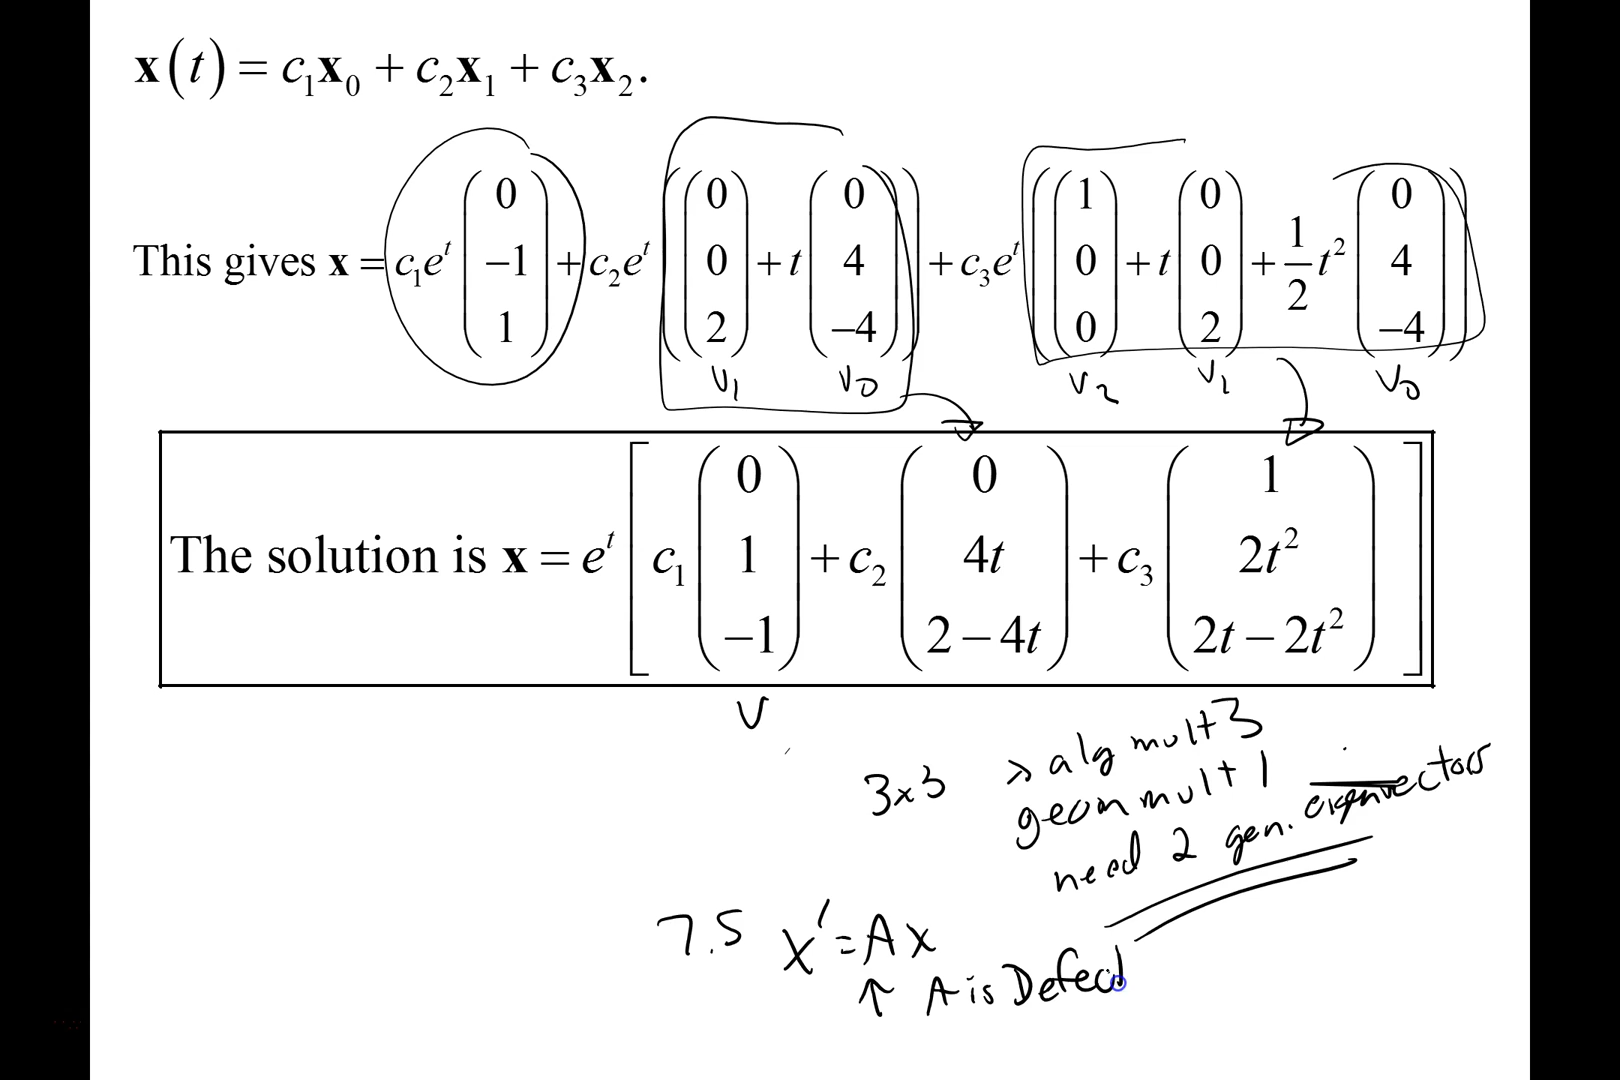 x(t) = c₁x₀ + c₂x₁ + c₃x₂.
This gives x = c₁eᵗ (0, −1, 1) + c₂eᵗ ((0, 0, 2) + t (0, 4, −4)) + c₃eᵗ ((1, 0, 0) + t (0, 0, 2) + 1/2 t² (0, 4, −4))
V₁ V₀ V₂ V₁ V₀
The solution is x = eᵗ [c₁ (0, 1, −1) + c₂ (0, 4t, 2 − 4t) + c₃ (1, 2t², 2t − 2t²)]
V
3x3 alg mult 3
geom mult 1
need 2 gen. eigenvectors
7.5 x' = Ax
↑ A is Defect